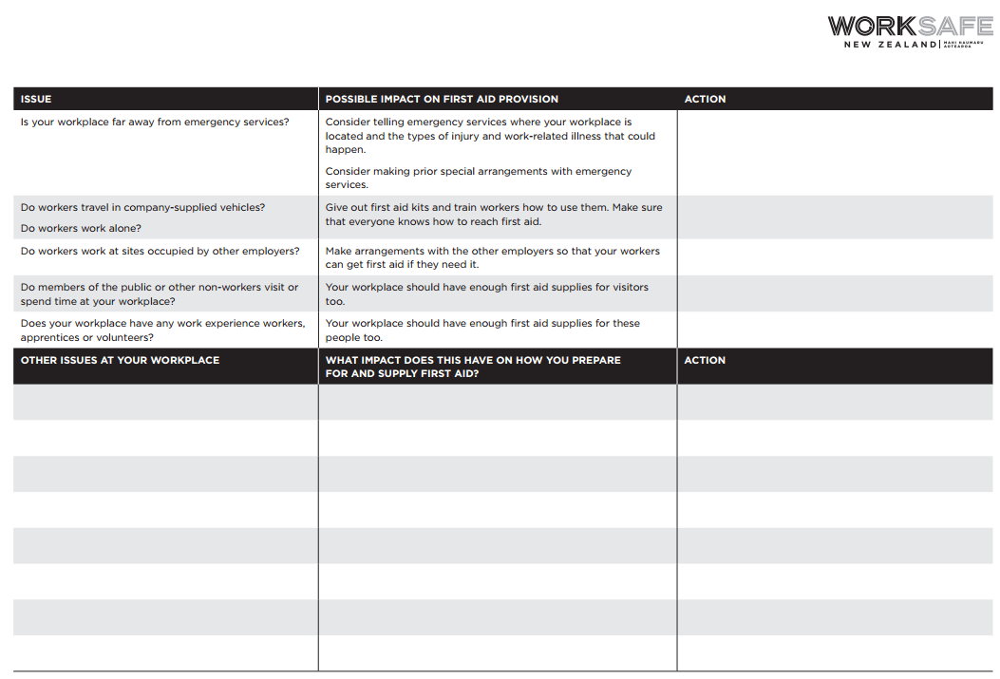 WORKSAFE
NEW ZEALAND | MAHI HAUMARU
AOTEAROA
ISSUE
POSSIBLE IMPACT ON FIRST AID PROVISION
ACTION
Is your workplace far away from emergency services?
Consider telling emergency services where your workplace is
located and the types of injury and work-related illness that could
happen.
Consider making prior special arrangements with emergency
services.
Do workers travel in company-supplied vehicles?
Do workers work alone?
Give out first aid kits and train workers how to use them. Make sure
that everyone knows how to reach first aid.
Do workers work at sites occupied by other employers?
Make arrangements with the other employers so that your workers
can get first aid if they need it.
Do members of the public or other non-workers visit or
spend time at your workplace?
Your workplace should have enough first aid supplies for visitors
too.
Does your workplace have any work experience workers,
apprentices or volunteers?
Your workplace should have enough first aid supplies for these
people too.
OTHER ISSUES AT YOUR WORKPLACE
WHAT IMPACT DOES THIS HAVE ON HOW YOU PREPARE
FOR AND SUPPLY FIRST AID?
ACTION